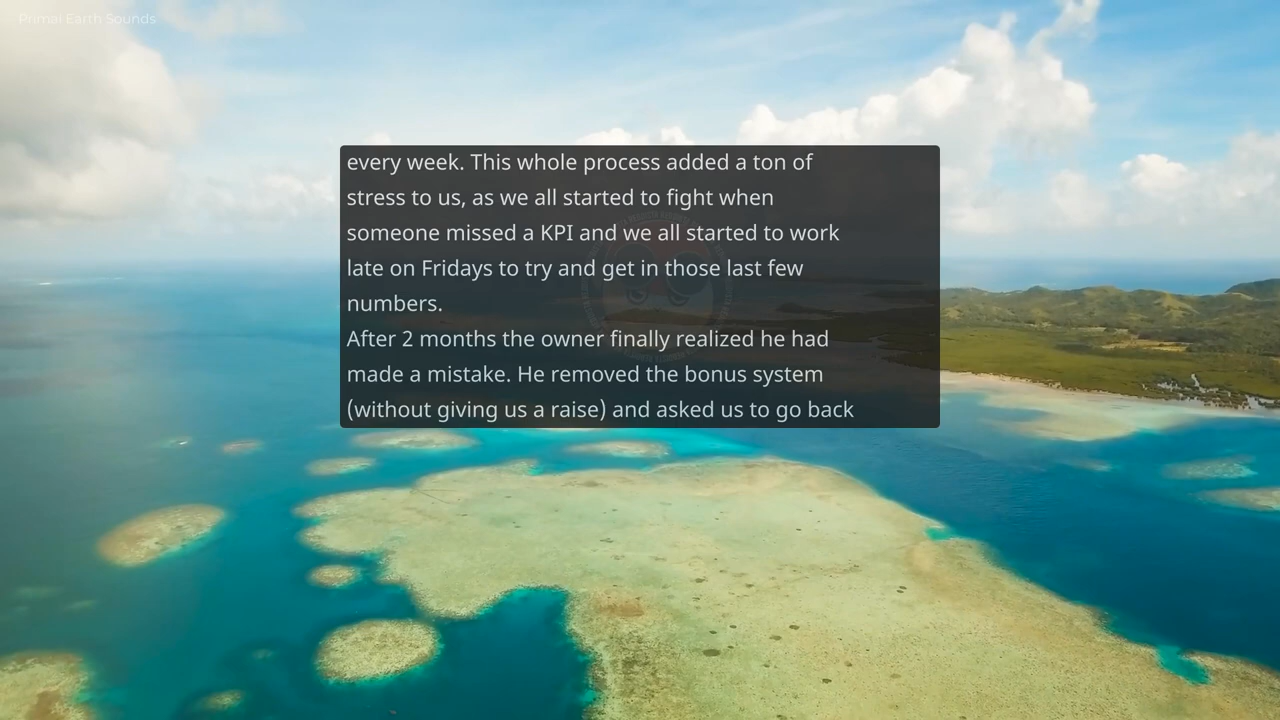 Primal Earth Sounds
every week. This whole process added a ton of
stress to us, as we all started to fight when
someone missed a KPI and we all started to work
late on Fridays to try and get in those last few
numbers.
After 2 months the owner finally realized he had
made a mistake. He removed the bonus system
(without giving us a raise) and asked us to go back